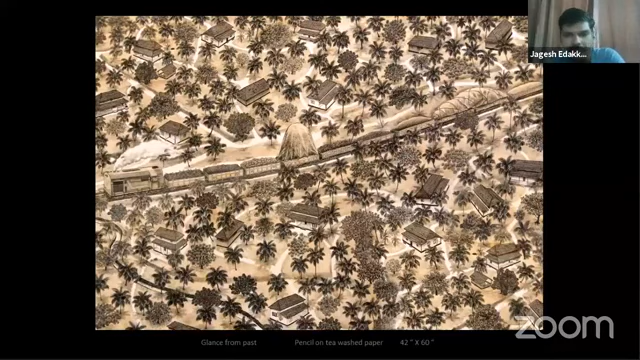 Jagesh Edakk...
Glance from past Pencil on tea washed paper 42 " X 60 "
zoom